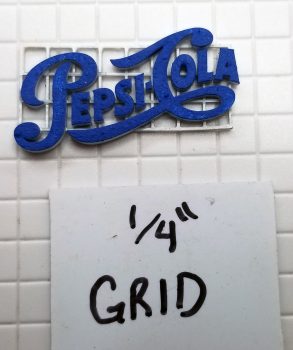 PEPSI-COLA
1/4"
GRID